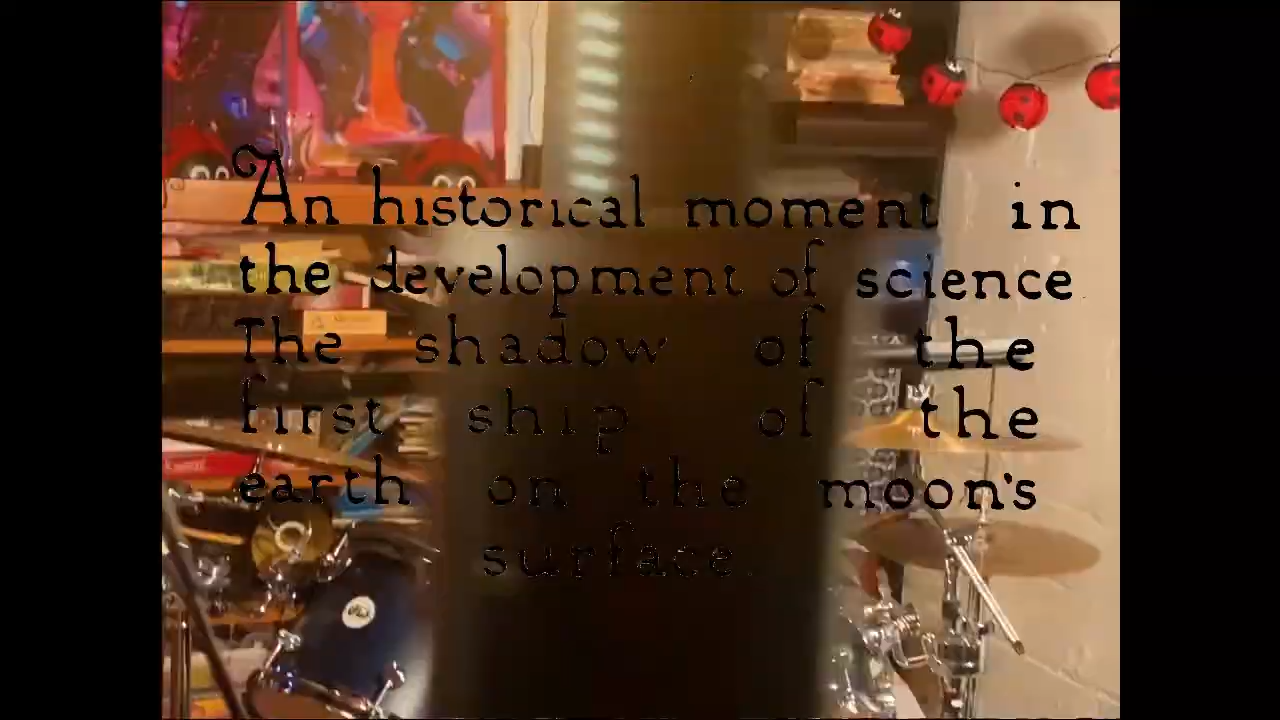 An historical moment in
the development of science
The shadow of the
first ship of the
earth on the moon's
surface.